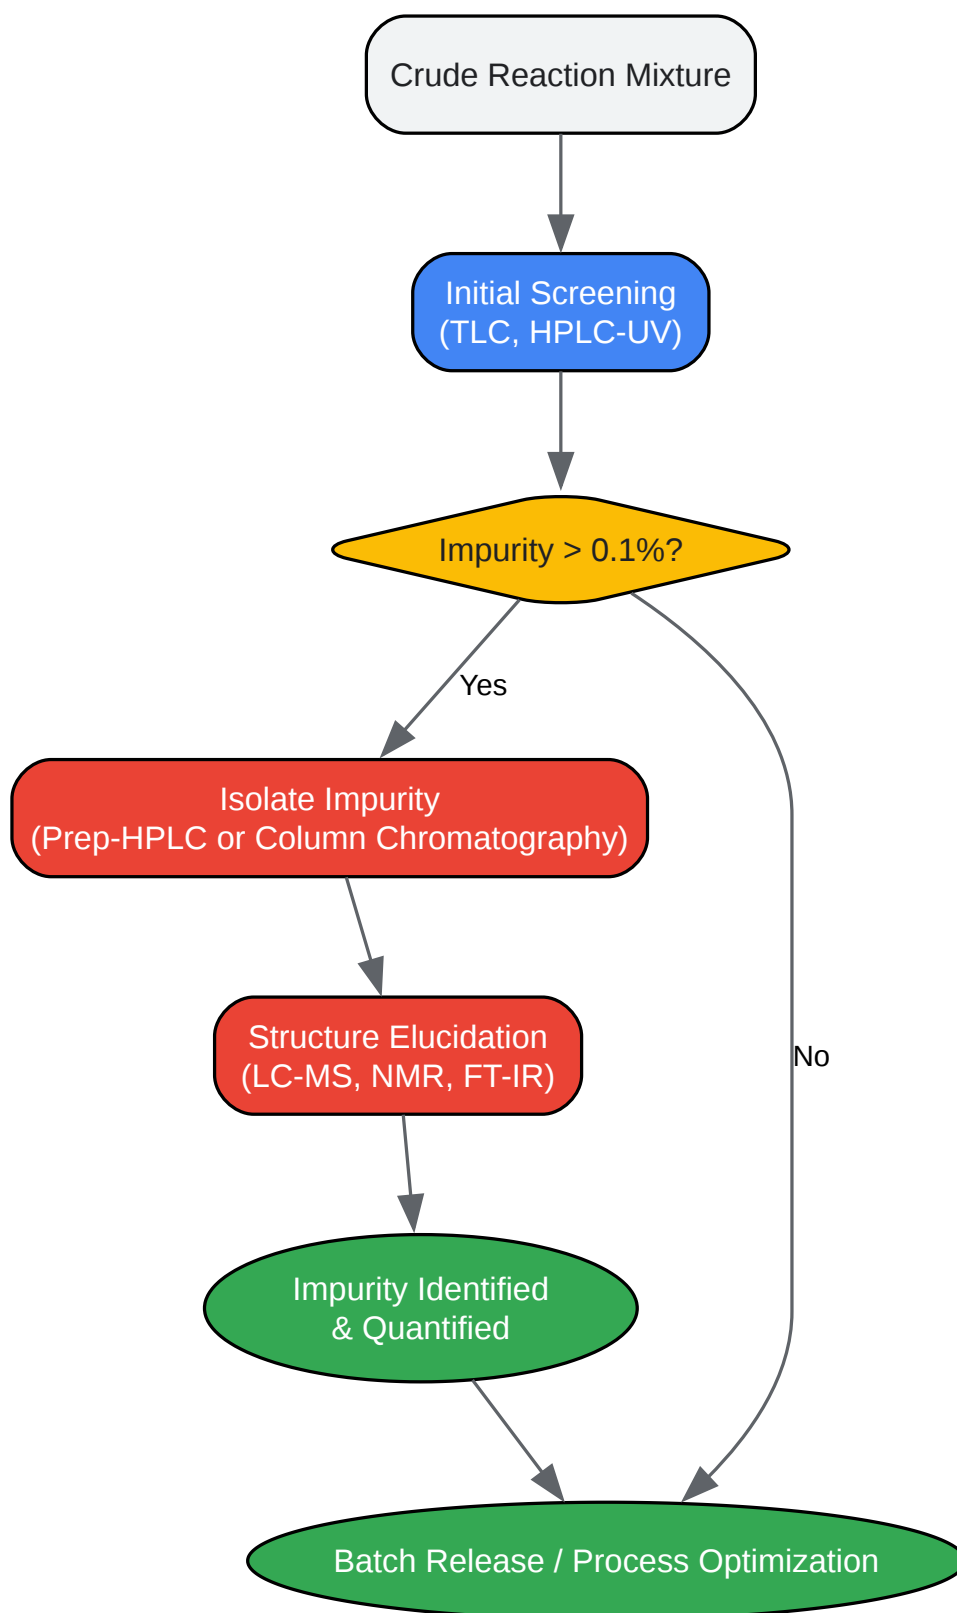 Crude Reaction Mixture
Initial Screening
(TLC, HPLC-UV)
Impurity > 0.1%?
Yes
Isolate Impurity
(Prep-HPLC or Column Chromatography)
Structure Elucidation
(LC-MS, NMR, FT-IR)
No
Impurity Identified
& Quantified
Batch Release / Process Optimization